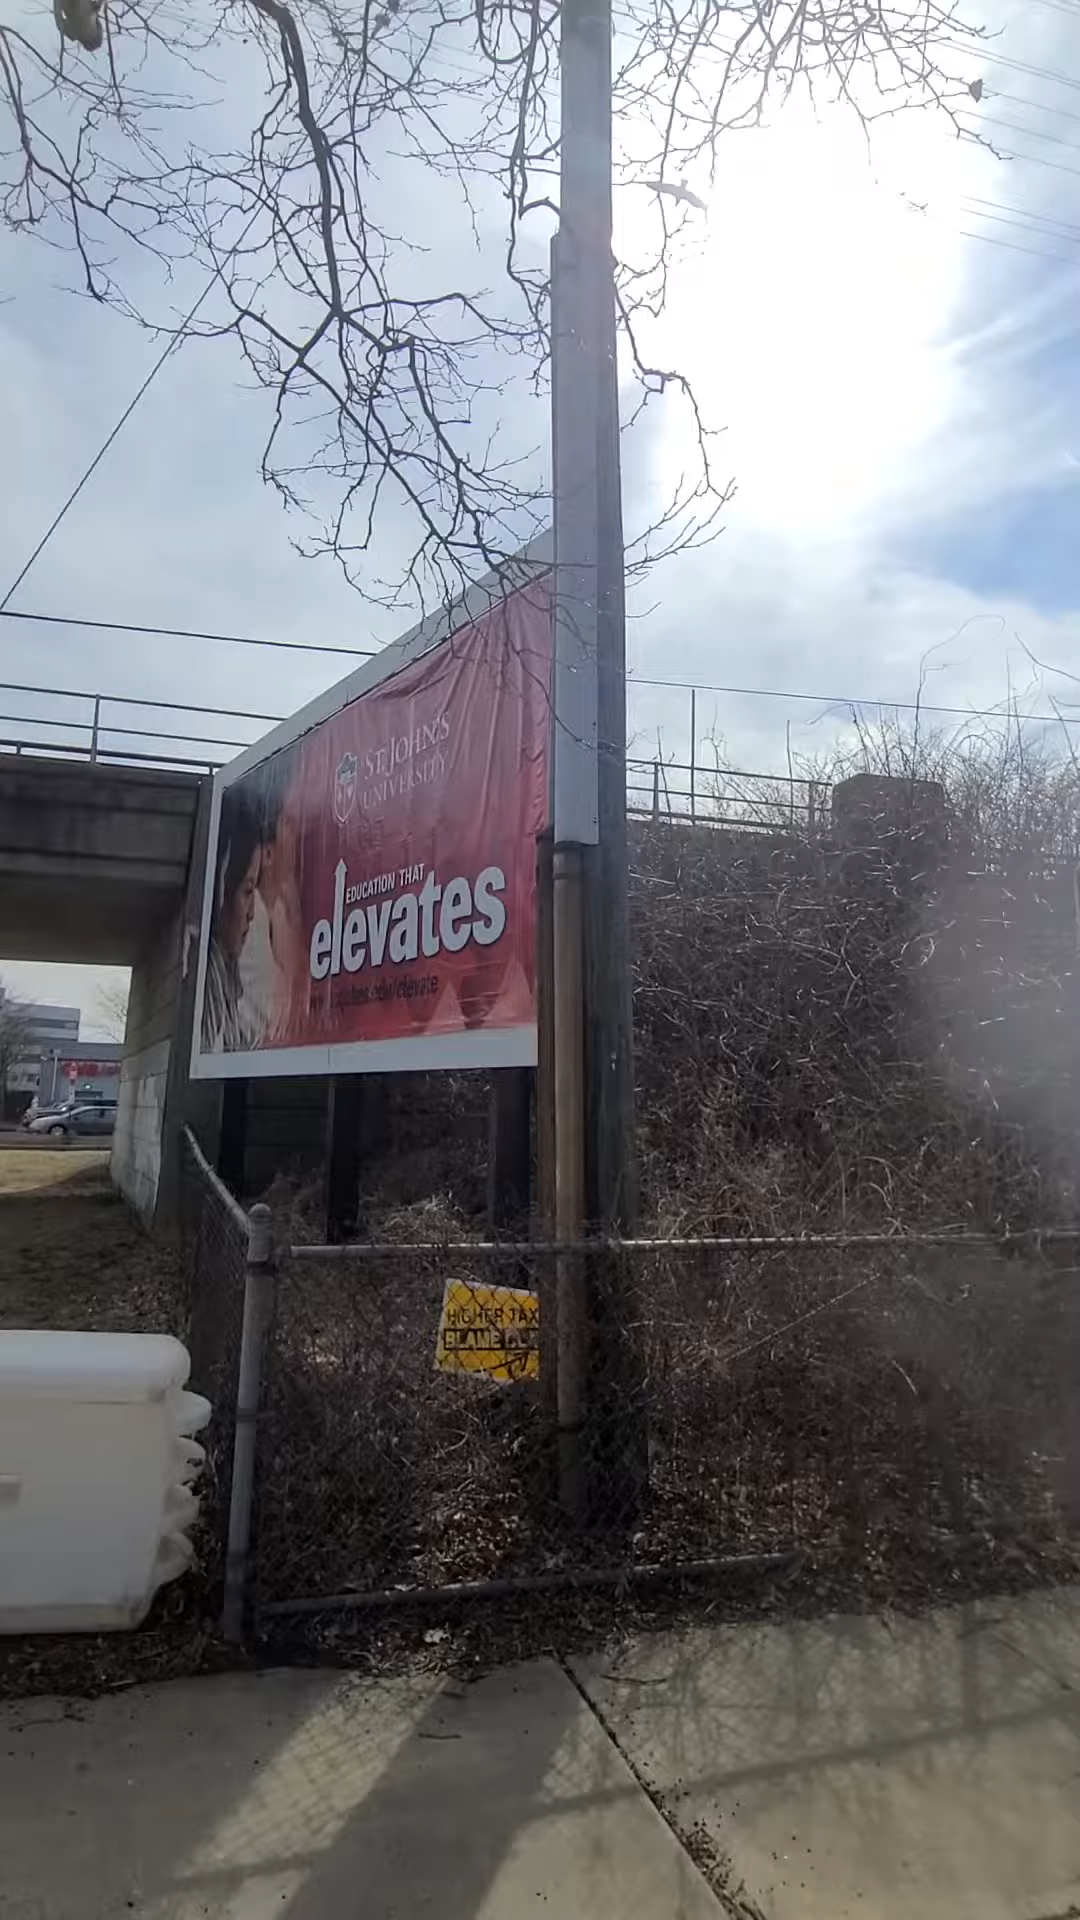 ST. JOHN'S
UNIVERSITY
EDUCATION THAT
elevates
HIGHER TAX
BLAME